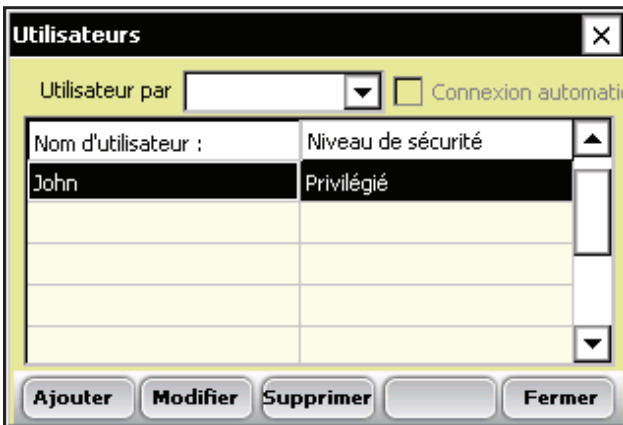 Utilisateurs
Utilisateur par
Connexion automati
Nom d'utilisateur :
Niveau de sécurité
John
Privilégié
Ajouter
Modifier
Supprimer
Fermer